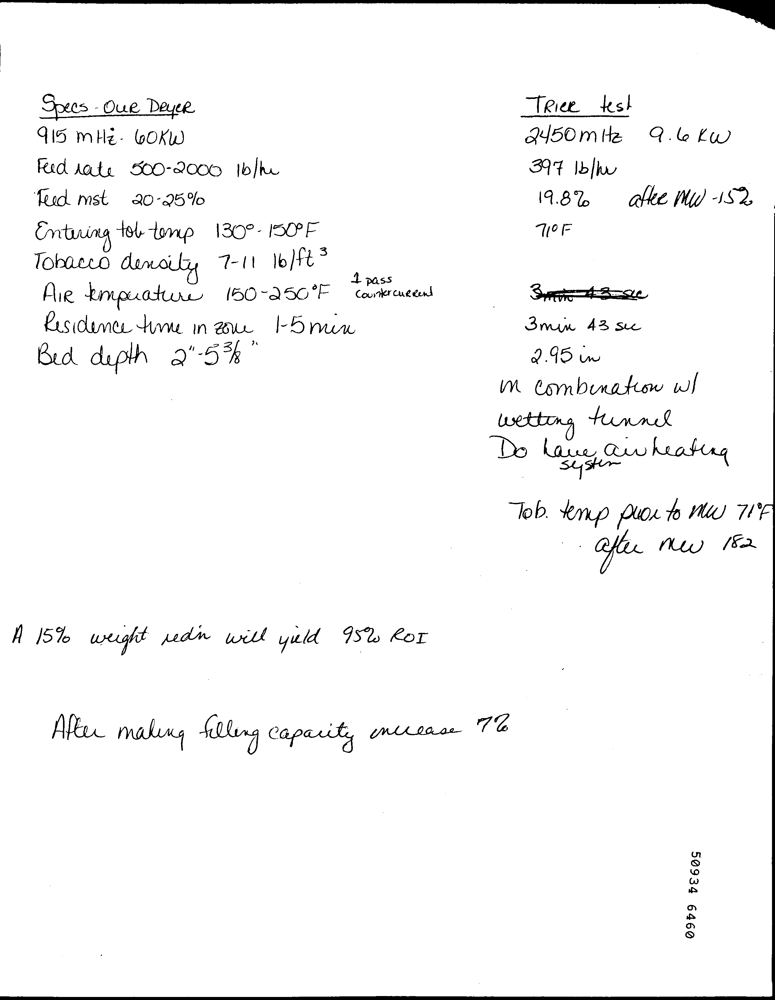 Specs - Our Dryer
915 mHz - 60KW
Feed rate 500-2000 lb/hr
Feed mst 20-25%
Entering tob temp 130° - 150°F
Tobacco density 7-11 lb/ft³
Air temperature 150-250°F 1 pass countercurrent
Residence time in zone 1-5 min
Bed depth 2"-5 3/8"
Trier test
2450 mHz 9.6 KW
397 lb/hr
19.8% after MW -15%
71°F
3 min 43 sec
3 min 43 sec
2.95 in
in combination w/
wetting tunnel
Do have air heating
system
Tob. temp prior to MW 71°F
after MW 182
A 15% weight red'n will yield 95% ROI
After making filling capacity increase 7%
50934 6460